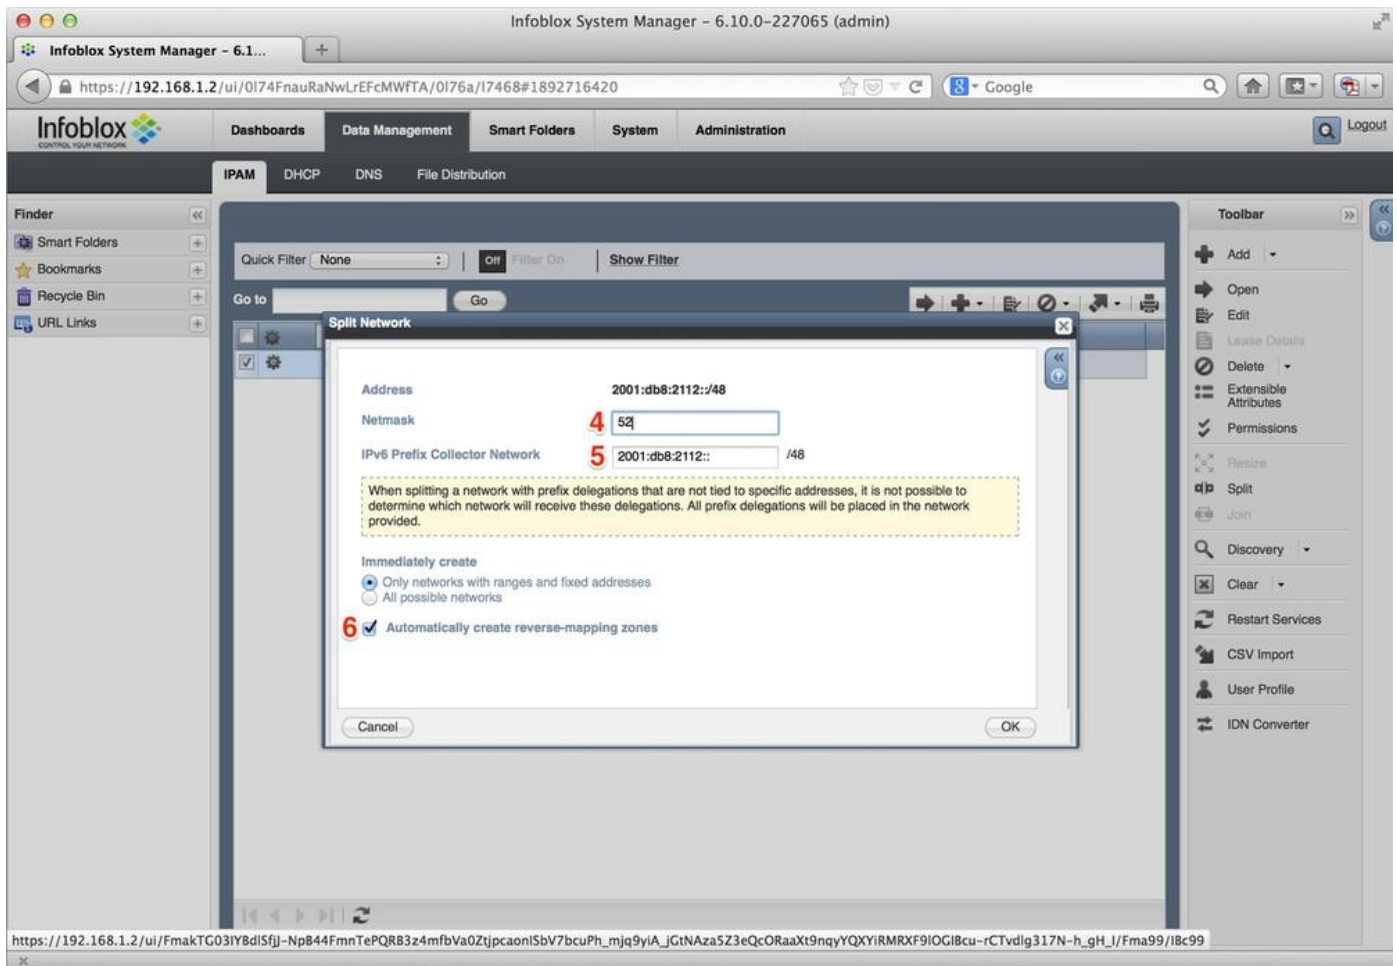 Infoblox System Manager - 6.10.0-227065 (admin)
Infoblox System Manager - 6.1...
https://192.168.1.2/ui/0l74FnauRaNwLrEFcMWfTA/0l76a/l7468#1892716420
Google
Infoblox
CONTROL YOUR NETWORK
Dashboards
Data Management
Smart Folders
System
Administration
Logout
IPAM
DHCP
DNS
File Distribution
Finder
Smart Folders
Bookmarks
Recycle Bin
URL Links
Quick Filter
None
Off
Filter On
Show Filter
Go to
Go
Split Network
Address
2001:db8:2112::/48
Netmask
4
52
IPv6 Prefix Collector Network
5
2001:db8:2112::
/48
When splitting a network with prefix delegations that are not tied to specific addresses, it is not possible to
determine which network will receive these delegations. All prefix delegations will be placed in the network
provided.
Immediately create
Only networks with ranges and fixed addresses
All possible networks
6
Automatically create reverse-mapping zones
Cancel
OK
Toolbar
Add
Open
Edit
Lease Details
Delete
Extensible
Attributes
Permissions
Resize
Split
Join
Discovery
Clear
Restart Services
CSV Import
User Profile
IDN Converter